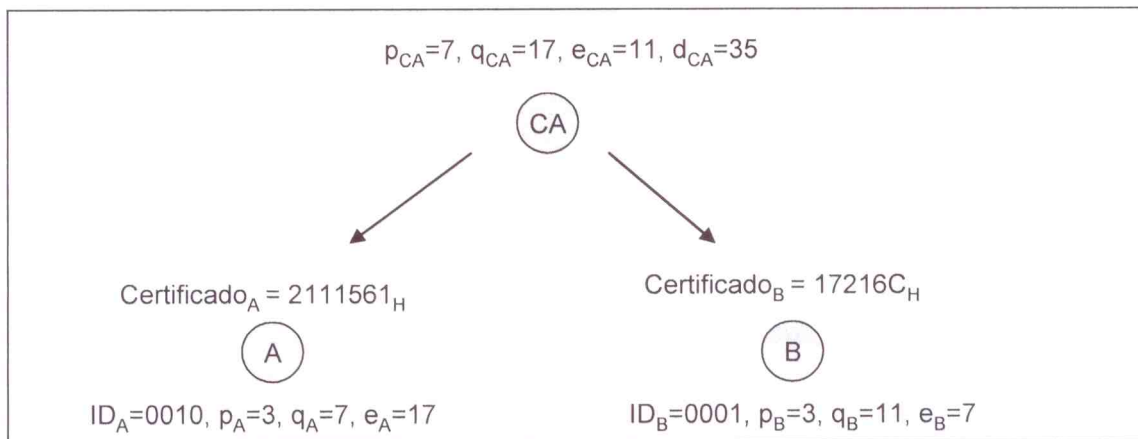 p_CA=7, q_CA=17, e_CA=11, d_CA=35
CA
Certificado_A = 2111561_H
Certificado_B = 17216C_H
A
B
ID_A=0010, p_A=3, q_A=7, e_A=17
ID_B=0001, p_B=3, q_B=11, e_B=7